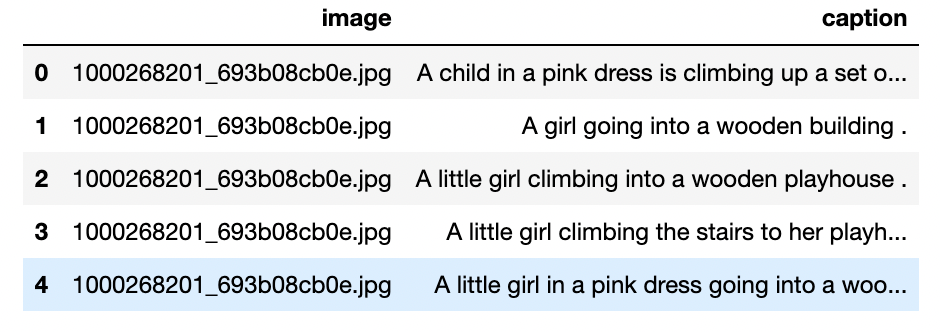 image caption
0 1000268201_693b08cb0e.jpg A child in a pink dress is climbing up a set o...
1 1000268201_693b08cb0e.jpg A girl going into a wooden building .
2 1000268201_693b08cb0e.jpg A little girl climbing into a wooden playhouse .
3 1000268201_693b08cb0e.jpg A little girl climbing the stairs to her playh...
4 1000268201_693b08cb0e.jpg A little girl in a pink dress going into a woo...